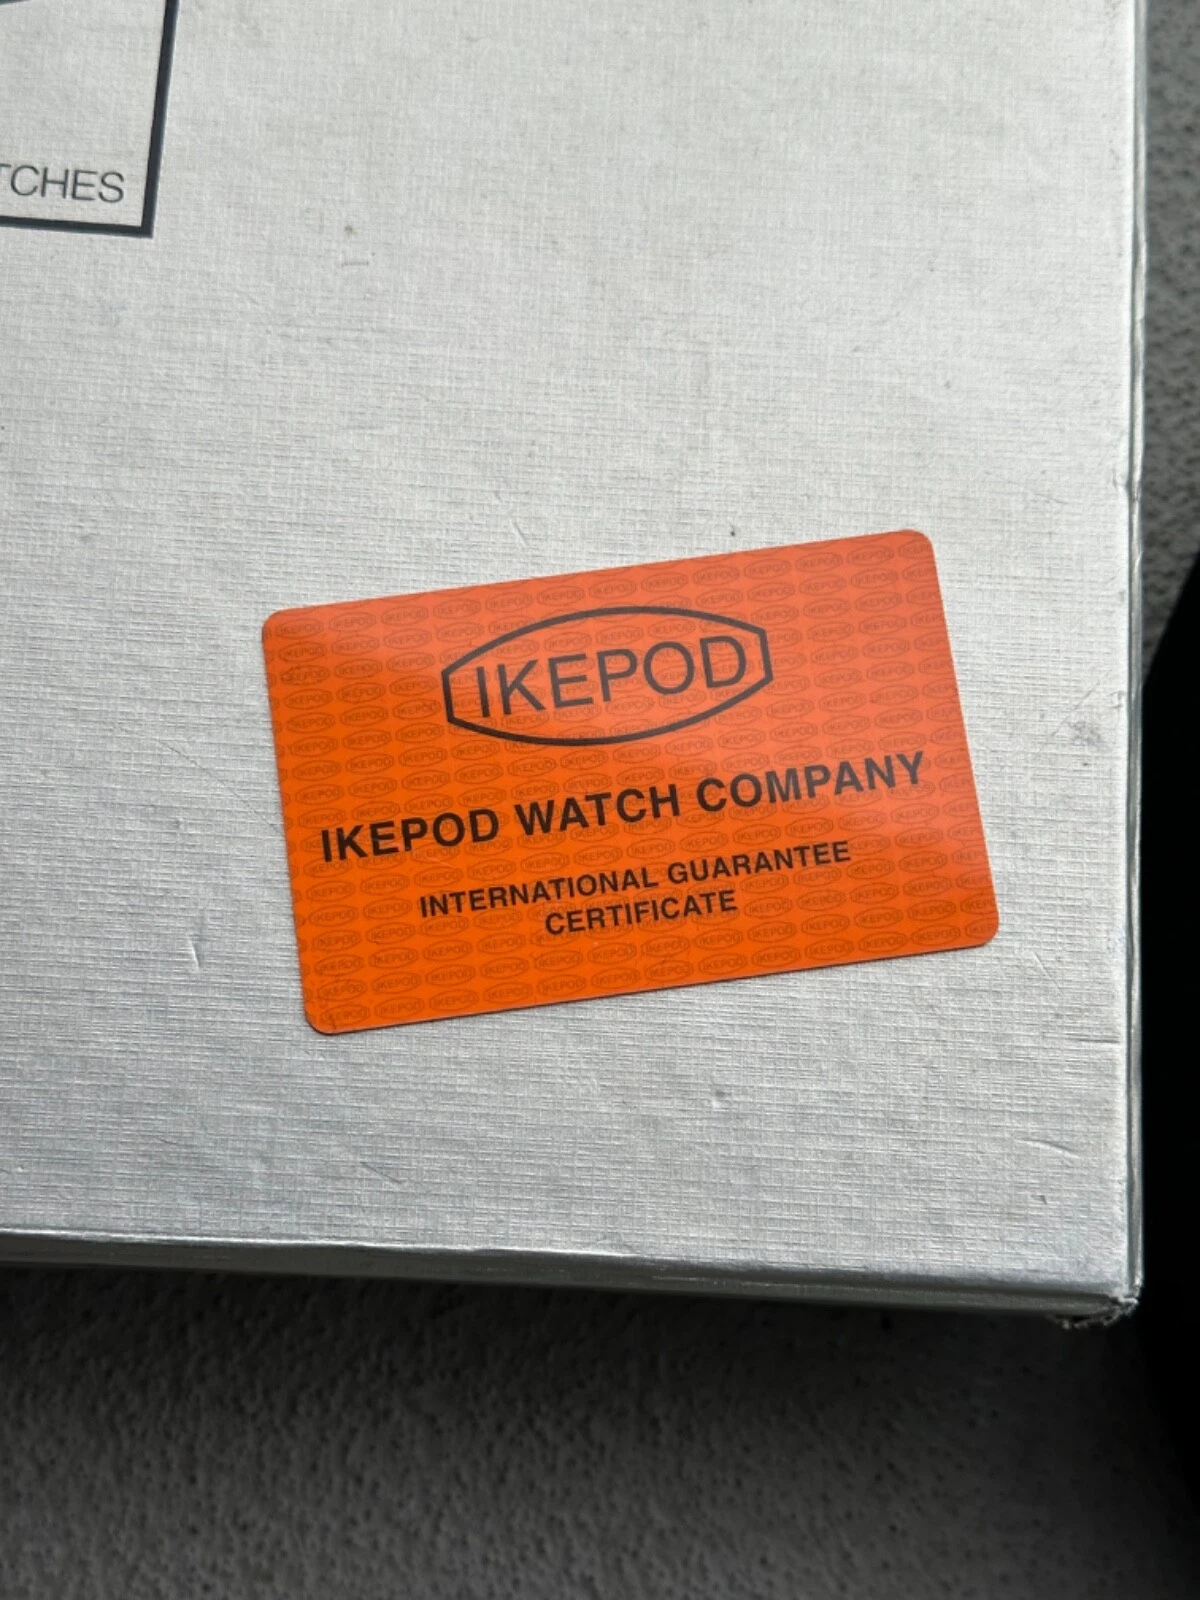 TCHES
IKEPOD
IKEPOD WATCH COMPANY
INTERNATIONAL GUARANTEE
CERTIFICATE